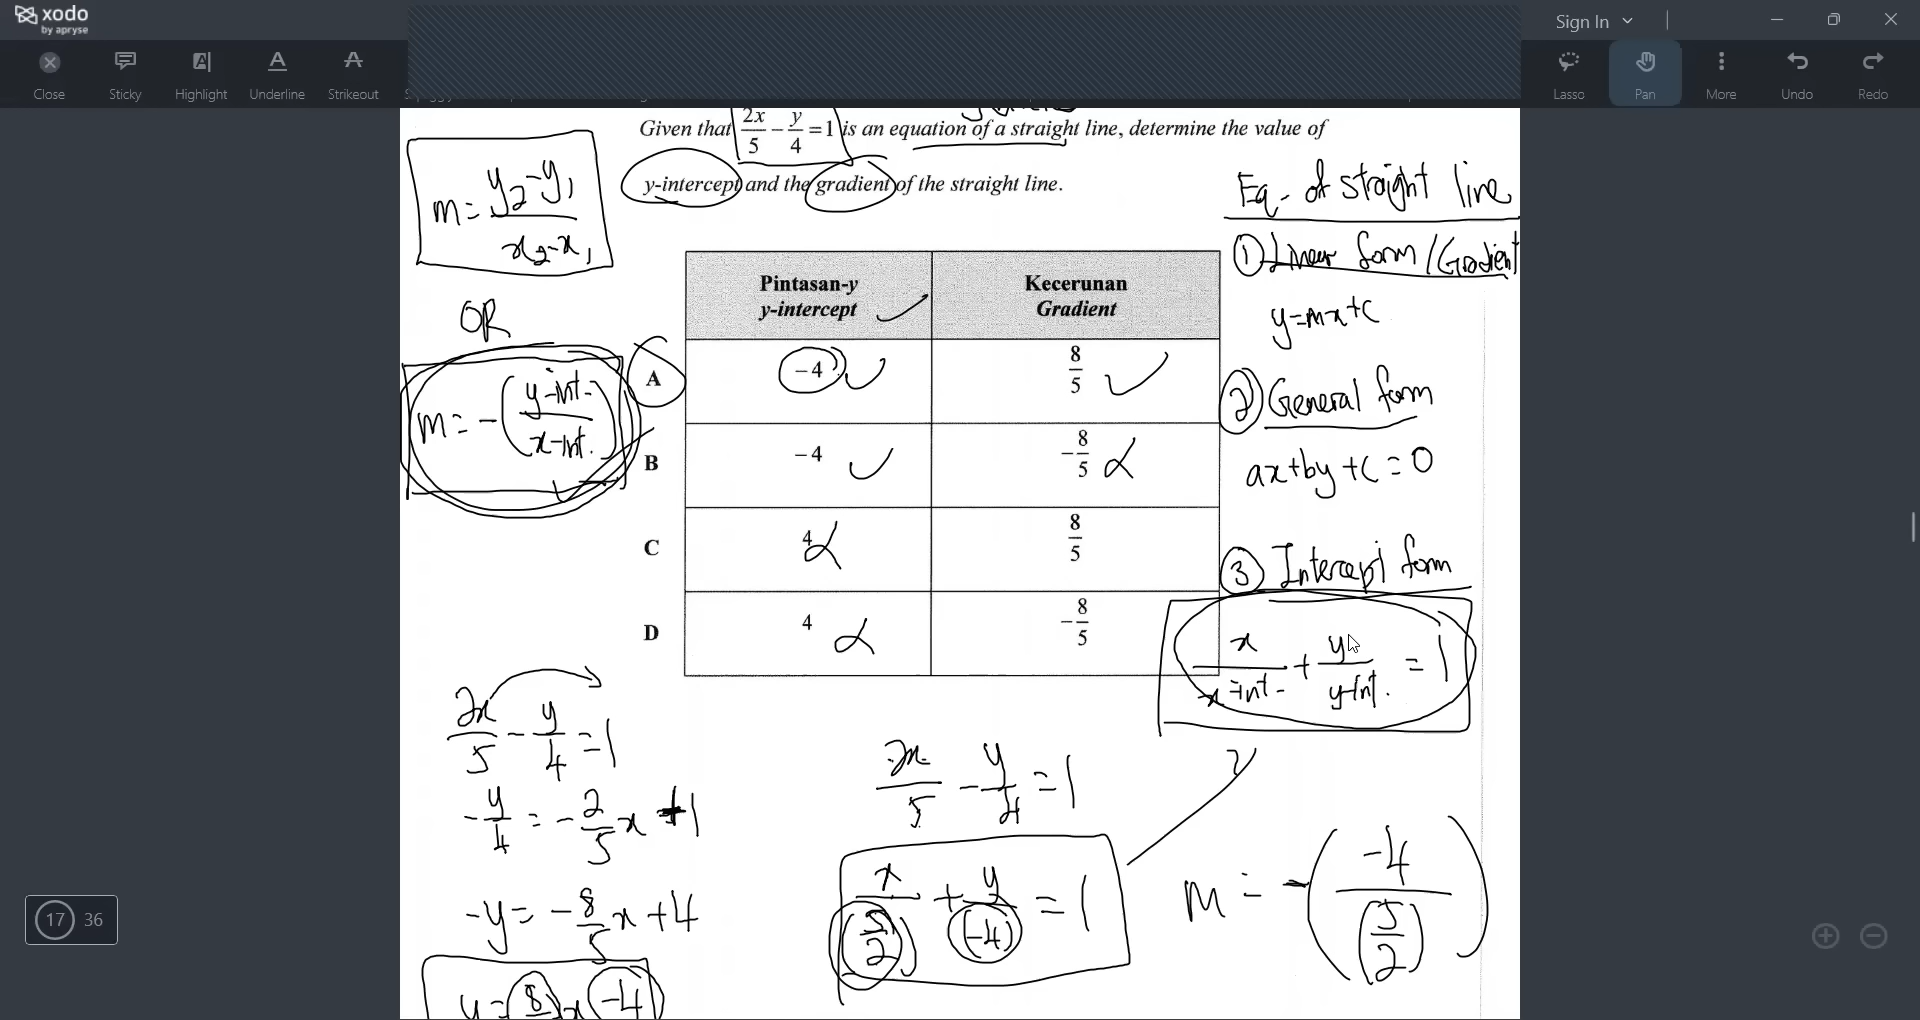 xodo
by apryse
Sign In
Close Sticky Highlight Underline Strikeout Lasso Pan More Undo Redo
Given that 2x/5 − y/4 = 1 is an equation of a straight line, determine the value of
y-intercept and the gradient of the straight line.
m = y2 - y1 / x2 - x1
OR
m = -(y-int. / x-int.)
Pintasan-y Kecerunan
y-intercept Gradient
A −4 8/5
B −4 −8/5
C 4 8/5
D 4 −8/5
Eq. of straight line
① Linear form / Gradient
y = mx + c
② General form
ax + by + c = 0
③ Intercept form
x/x-int. + y/y-int. = 1
2x/5 - y/4 = 1
-y/4 = -2/5 x + 1
-y = -8/5 x + 4
y = 8 x -4
2x/5 - y/4 = 1
x/(5/2) + y/(-4) = 1
m = -(-4/(5/2))
17 36